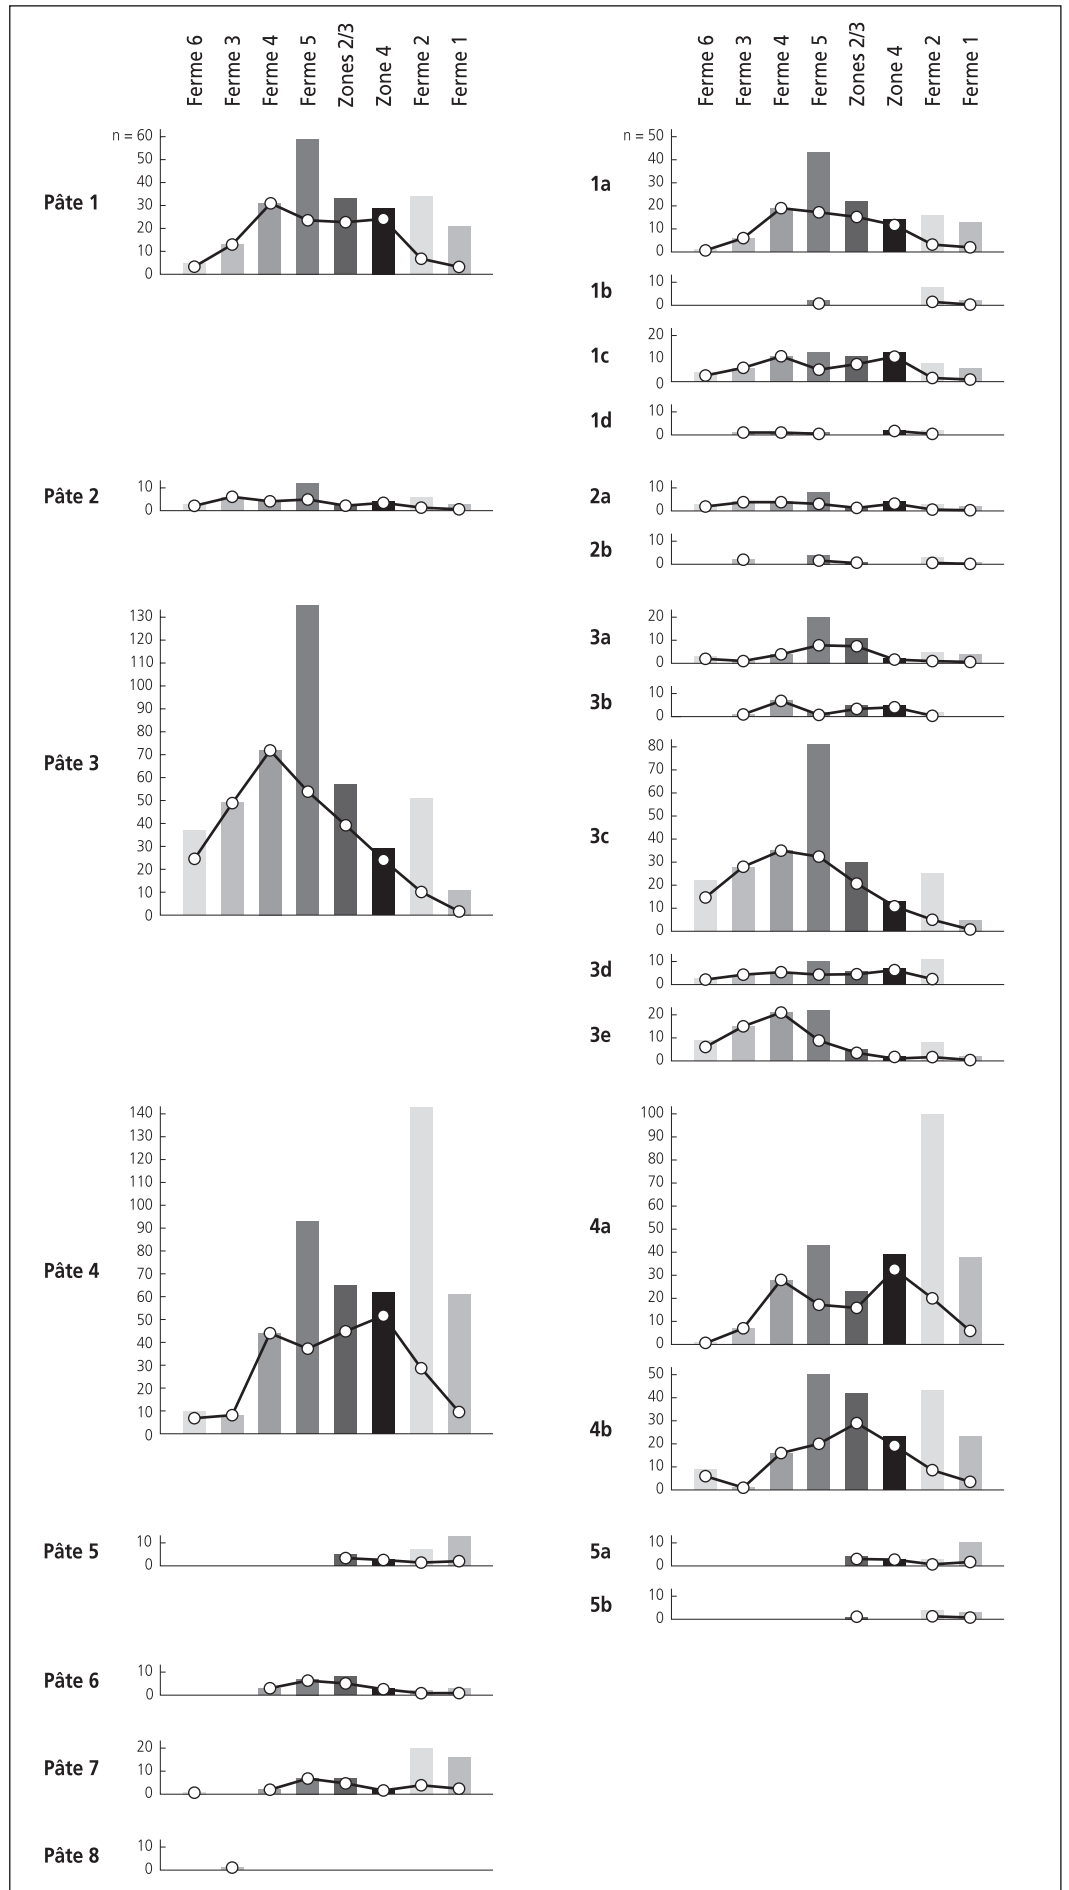 Ferme 6
Ferme 3
Ferme 4
Ferme 5
Zones 2/3
Zone 4
Ferme 2
Ferme 1
Pâte 1
n = 60
50
40
30
20
10
0
Pâte 2
10
0
Pâte 3
130
120
110
100
90
80
70
60
50
40
30
20
10
0
Pâte 4
140
130
120
110
100
90
80
70
60
50
40
30
20
10
0
Pâte 5
10
0
Pâte 6
10
0
Pâte 7
20
10
0
Pâte 8
10
0
Ferme 6
Ferme 3
Ferme 4
Ferme 5
Zones 2/3
Zone 4
Ferme 2
Ferme 1
1a
n = 50
40
30
20
10
0
1b
10
0
1c
20
10
0
1d
10
0
2a
10
0
2b
10
0
3a
20
10
0
3b
10
0
3c
80
70
60
50
40
30
20
10
0
3d
10
0
3e
20
10
0
4a
100
90
80
70
60
50
40
30
20
10
0
4b
50
40
30
20
10
0
5a
10
0
5b
10
0